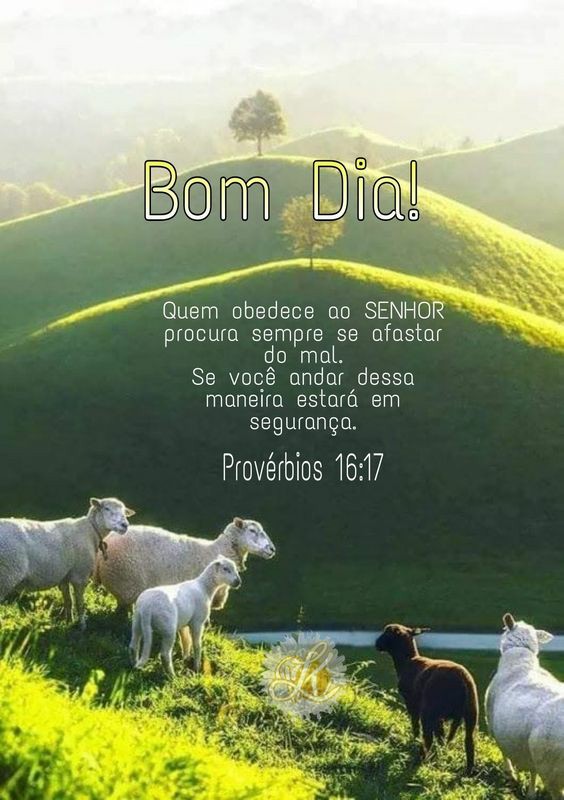 Bom Dia!
Quem obedece ao SENHOR
procura sempre se afastar
do mal.
Se você andar dessa
maneira estará em
segurança.
Provérbios 16:17